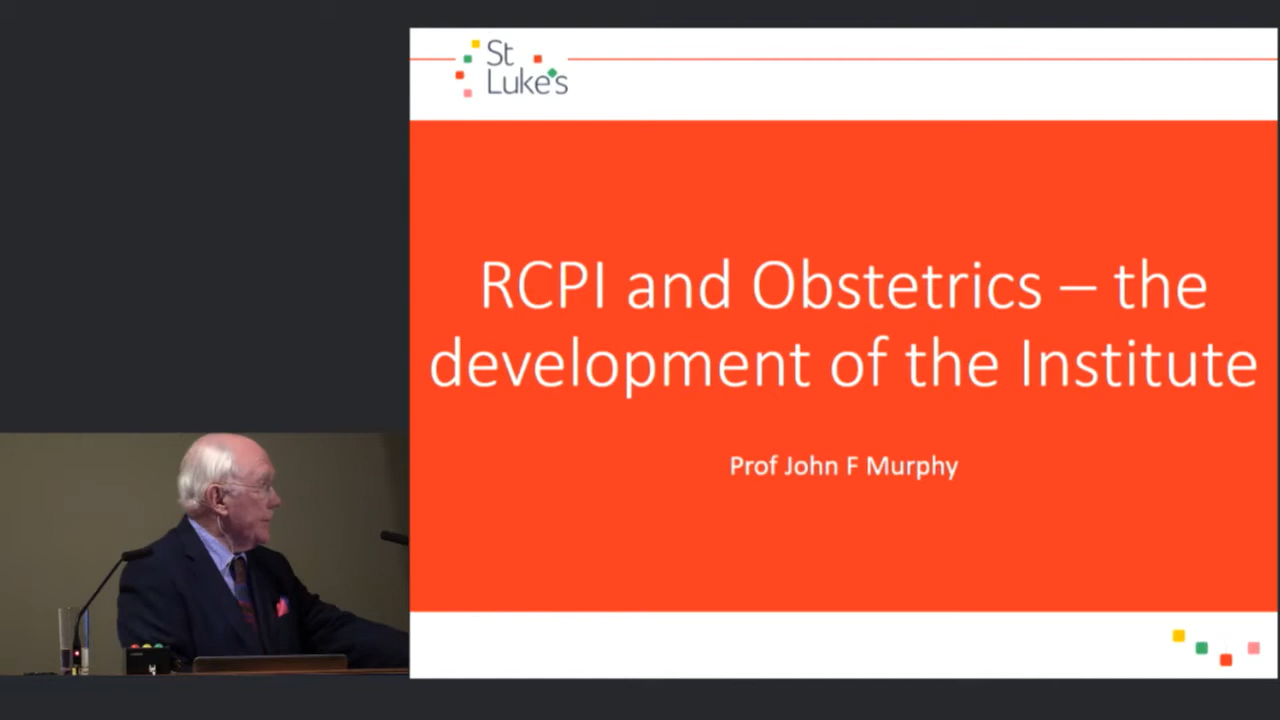 St
Luke's
RCPI and Obstetrics – the
development of the Institute
Prof John F Murphy